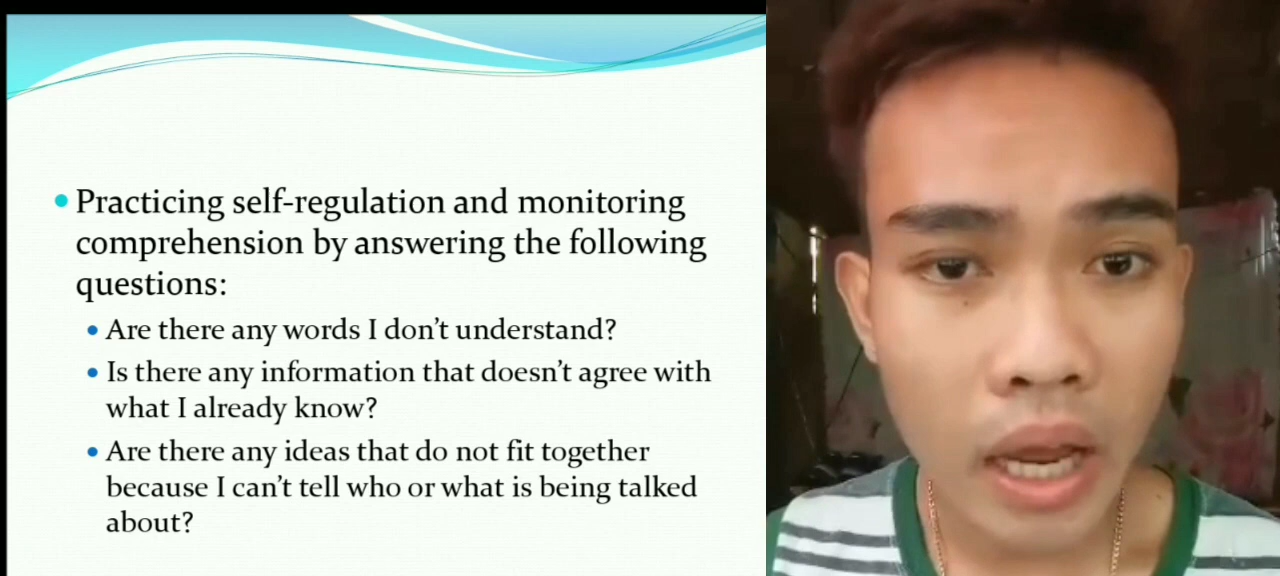 Practicing self-regulation and monitoring
comprehension by answering the following
questions:
Are there any words I don't understand?
Is there any information that doesn't agree with
what I already know?
Are there any ideas that do not fit together
because I can't tell who or what is being talked
about?